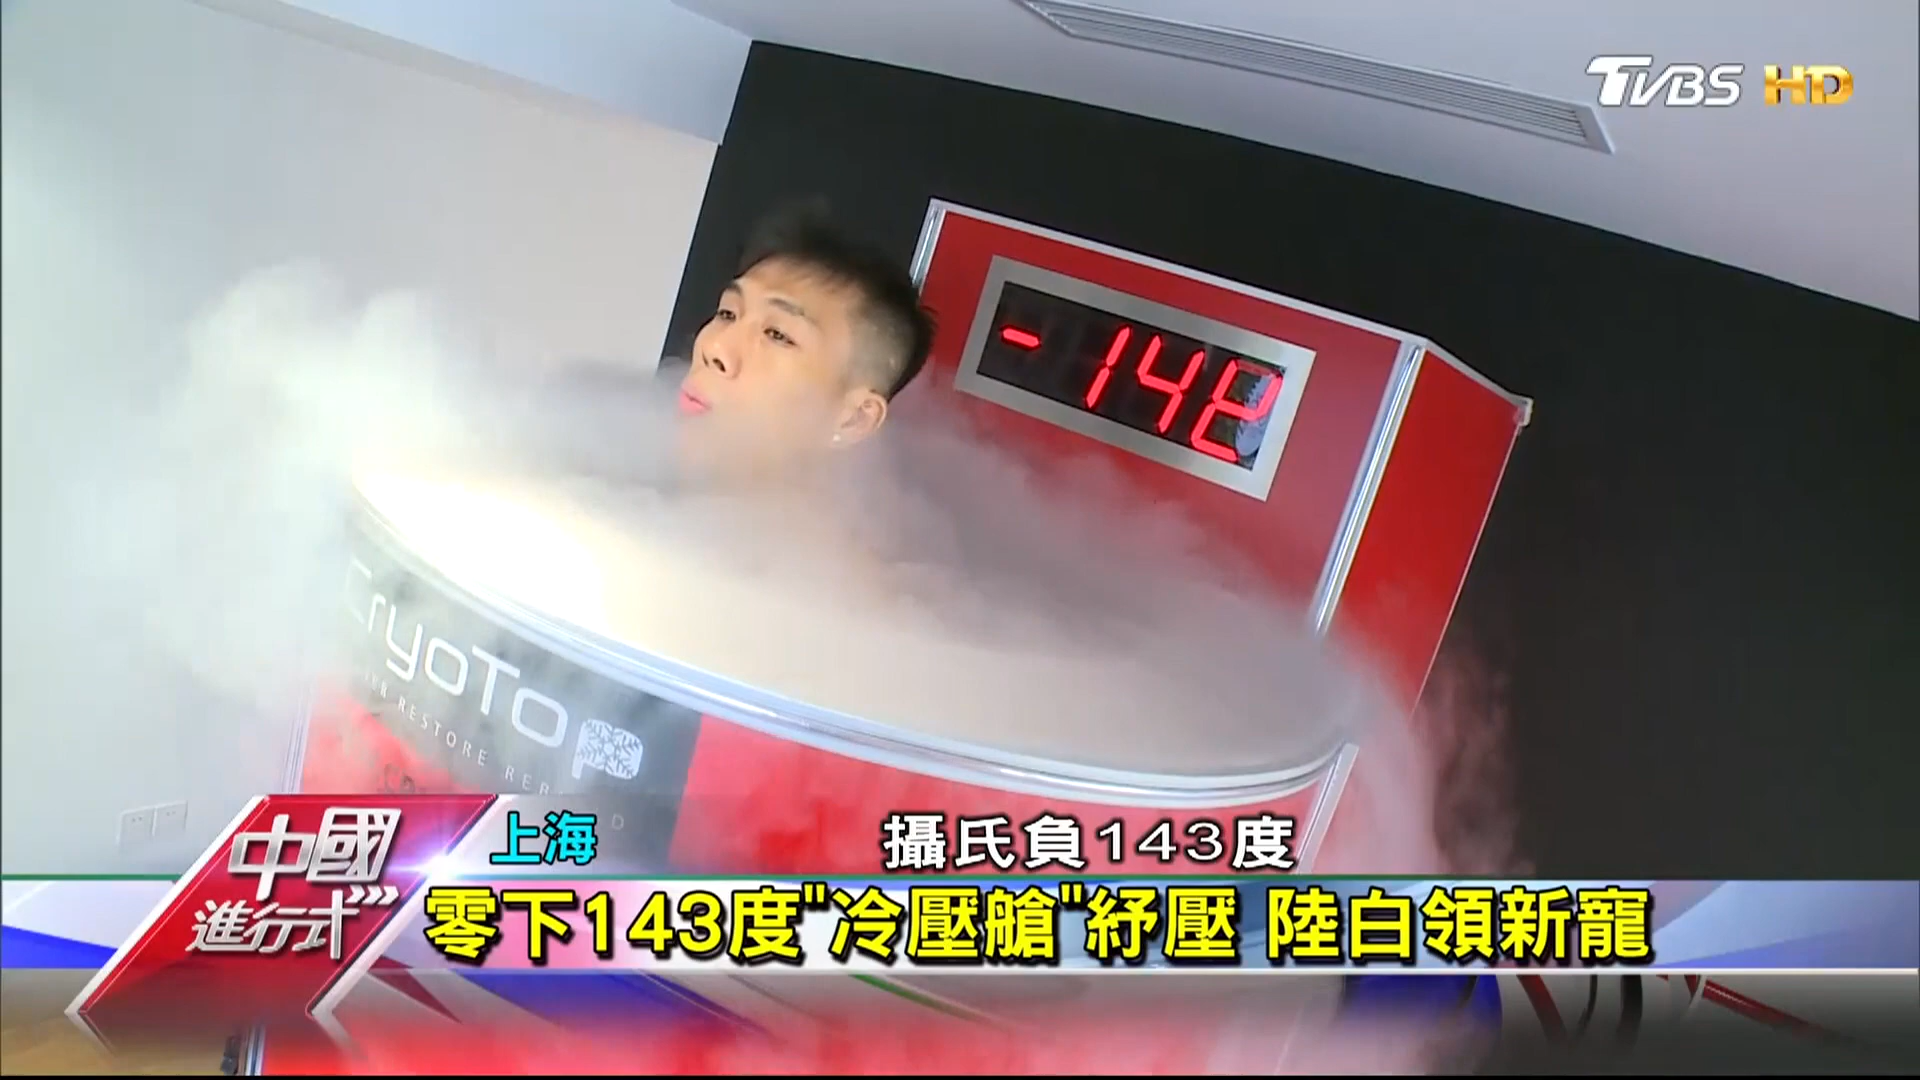 TVBS HD
-142
CryoTop
RESTORE
上海
攝氏負143度
中國進行式
零下143度"冷壓艙"紓壓 陸白領新寵